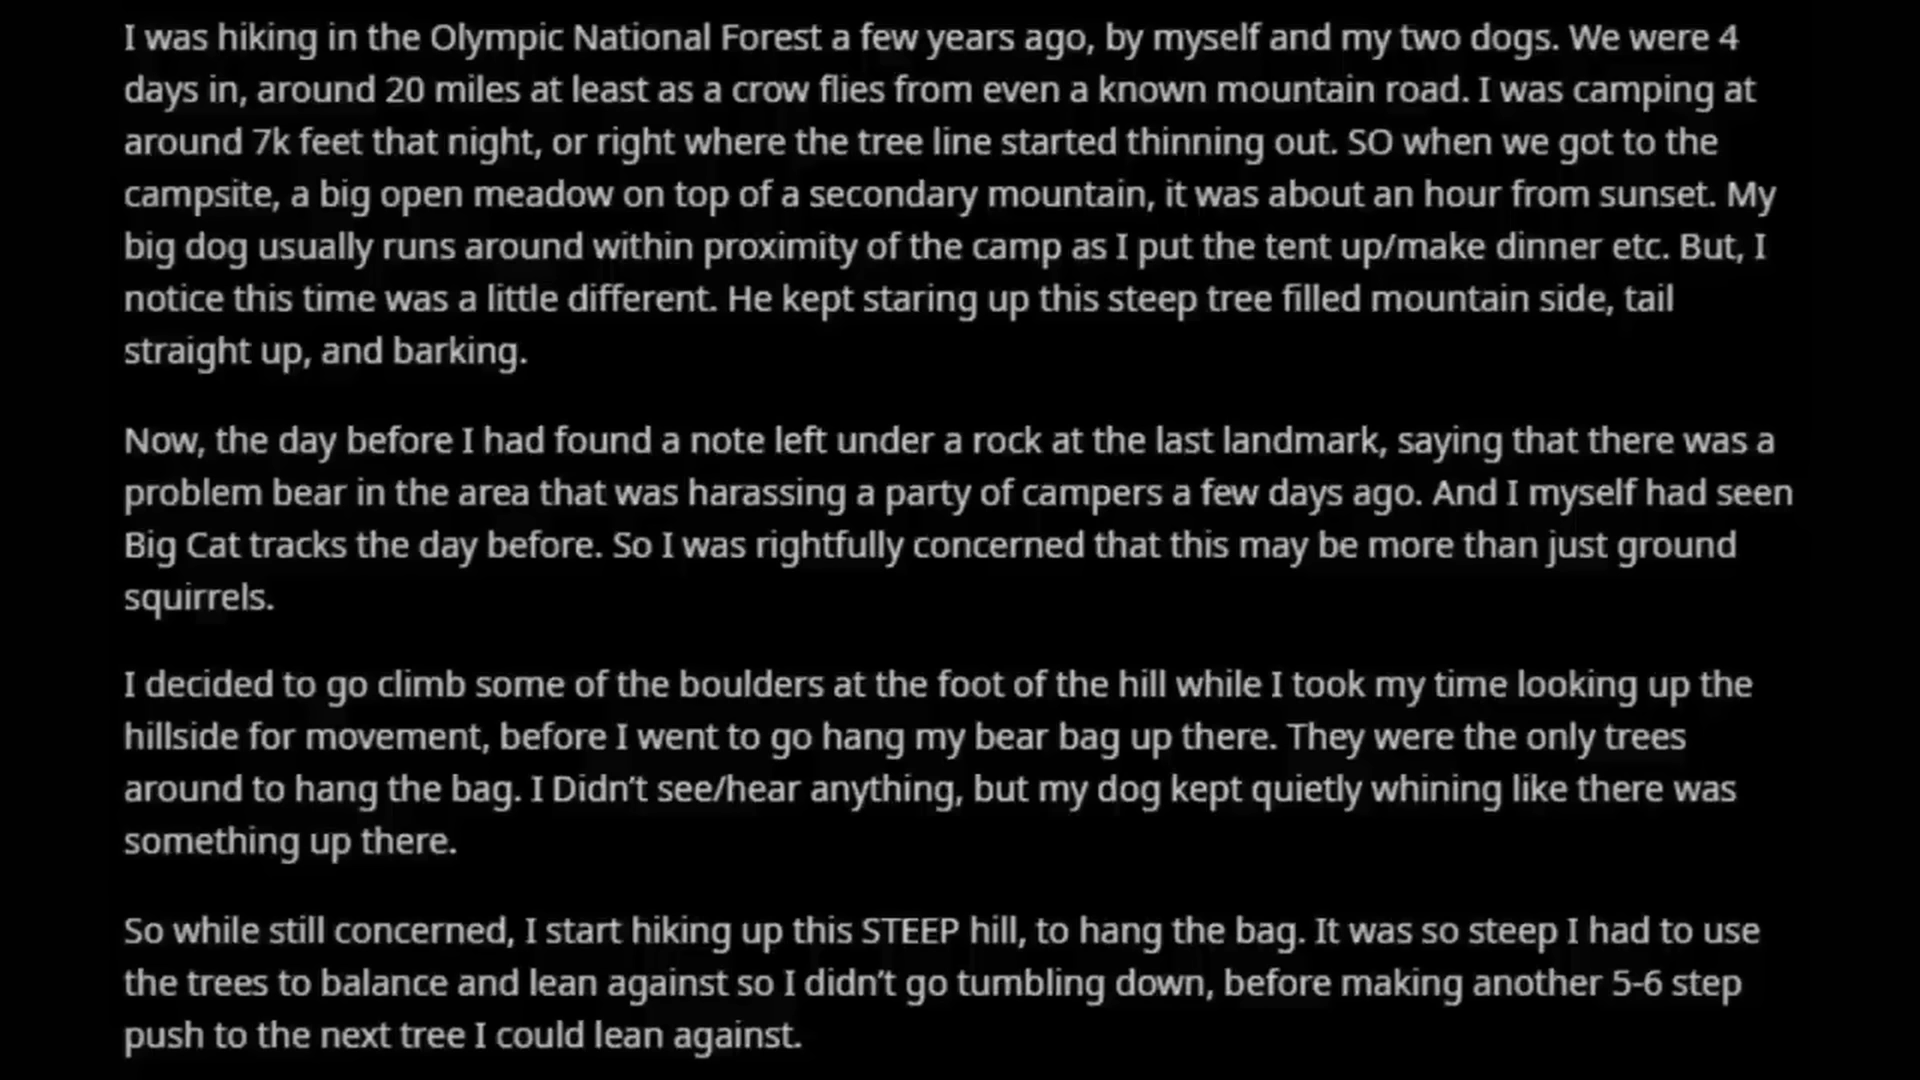 I was hiking in the Olympic National Forest a few years ago, by myself and my two dogs. We were 4
days in, around 20 miles at least as a crow flies from even a known mountain road. I was camping at
around 7k feet that night, or right where the tree line started thinning out. SO when we got to the
campsite, a big open meadow on top of a secondary mountain, it was about an hour from sunset. My
big dog usually runs around within proximity of the camp as I put the tent up/make dinner etc. But, I
notice this time was a little different. He kept staring up this steep tree filled mountain side, tail
straight up, and barking.
Now, the day before I had found a note left under a rock at the last landmark, saying that there was a
problem bear in the area that was harassing a party of campers a few days ago. And I myself had seen
Big Cat tracks the day before. So I was rightfully concerned that this may be more than just ground
squirrels.
I decided to go climb some of the boulders at the foot of the hill while I took my time looking up the
hillside for movement, before I went to go hang my bear bag up there. They were the only trees
around to hang the bag. I Didn't see/hear anything, but my dog kept quietly whining like there was
something up there.
So while still concerned, I start hiking up this STEEP hill, to hang the bag. It was so steep I had to use
the trees to balance and lean against so I didn't go tumbling down, before making another 5-6 step
push to the next tree I could lean against.